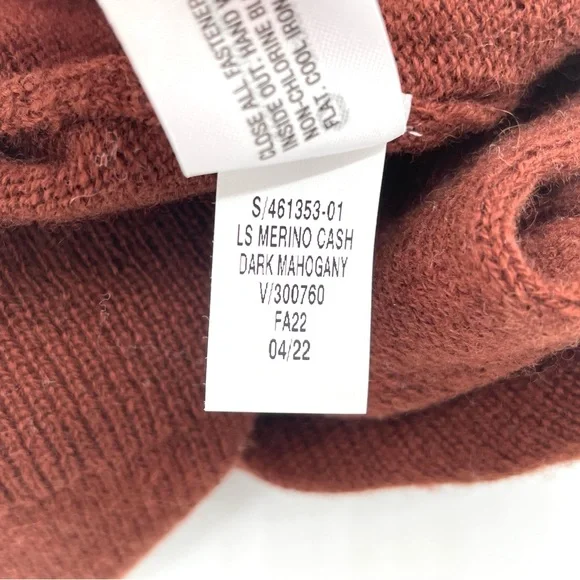 CLOSE ALL FASTENER
INSIDE OUT. HAND
NON-CHLORINE BL
FLAT. COOL IRON
S/461353-01
LS MERINO CASH
DARK MAHOGANY
V/300760
FA22
04/22